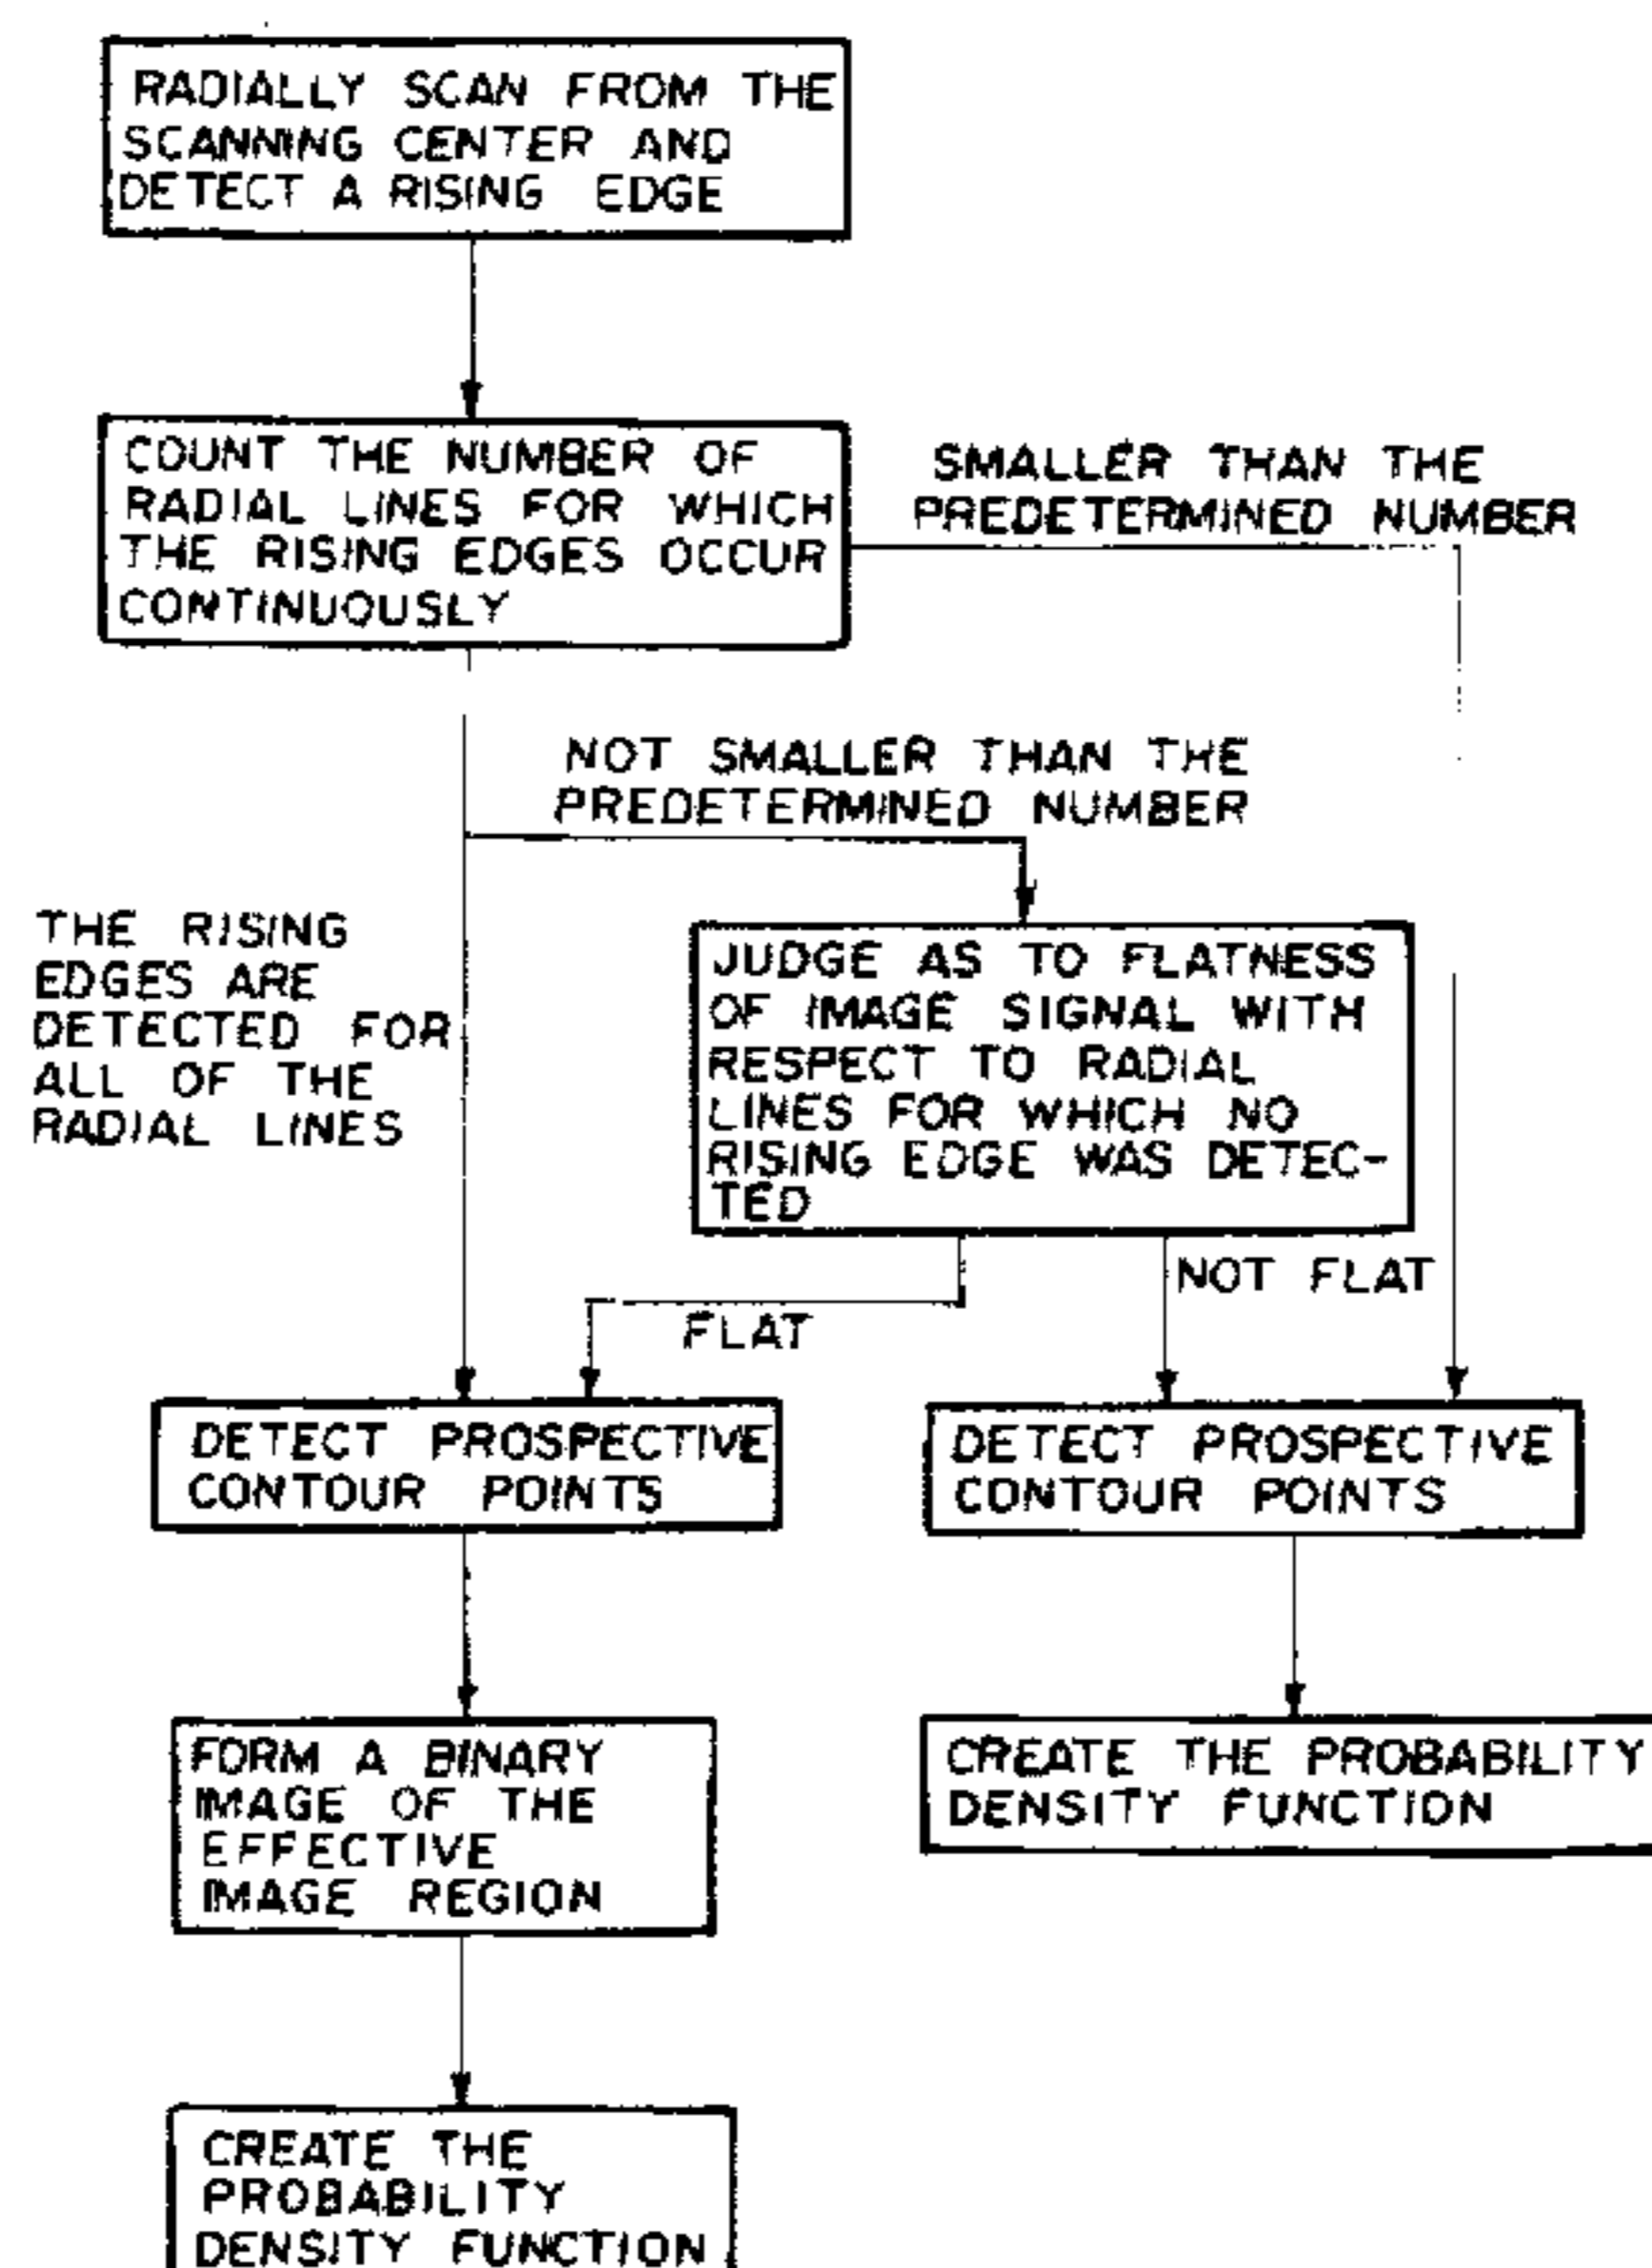 RADIALLY SCAN FROM THE
SCANNING CENTER AND
DETECT A RISING EDGE
COUNT THE NUMBER OF
RADIAL LINES FOR WHICH
THE RISING EDGES OCCUR
CONTINUOUSLY
SMALLER THAN THE
PREDETERMINED NUMBER
NOT SMALLER THAN THE
PREDETERMINED NUMBER
THE RISING
EDGES ARE
DETECTED FOR
ALL OF THE
RADIAL LINES
JUDGE AS TO FLATNESS
OF IMAGE SIGNAL WITH
RESPECT TO RADIAL
LINES FOR WHICH NO
RISING EDGE WAS DETEC-
TED
NOT FLAT
FLAT
DETECT PROSPECTIVE
CONTOUR POINTS
DETECT PROSPECTIVE
CONTOUR POINTS
FORM A BINARY
IMAGE OF THE
EFFECTIVE
IMAGE REGION
CREATE THE PROBABILITY
DENSITY FUNCTION
CREATE THE
PROBABILITY
DENSITY FUNCTION